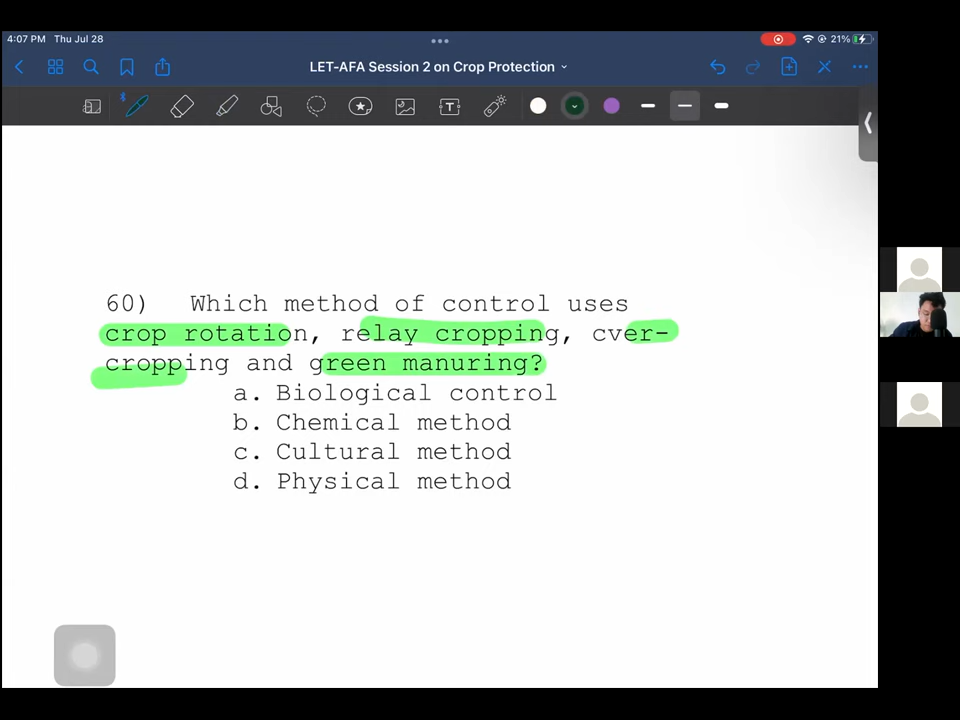 4:07 PM Thu Jul 28
21%
LET-AFA Session 2 on Crop Protection
60) Which method of control uses
crop rotation, relay cropping, cver-
cropping and green manuring?
a. Biological control
b. Chemical method
c. Cultural method
d. Physical method